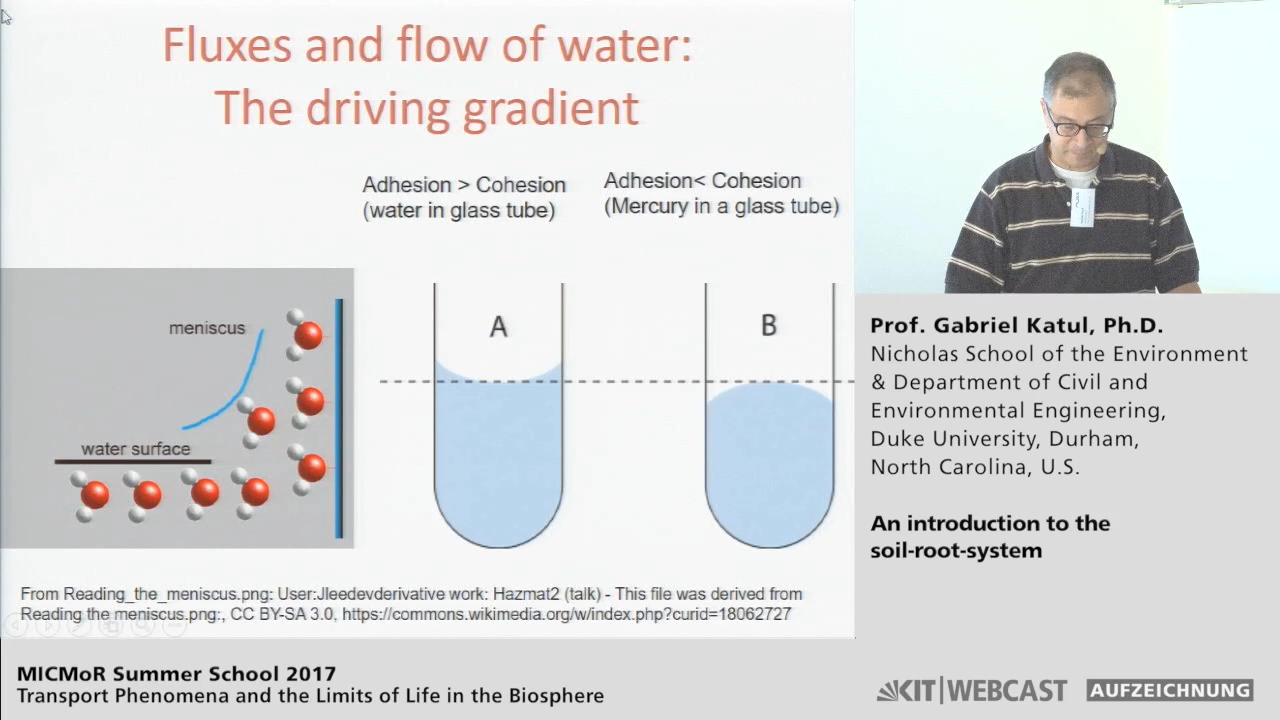 Fluxes and flow of water:
The driving gradient
Adhesion > Cohesion
(water in glass tube)
Adhesion< Cohesion
(Mercury in a glass tube)
meniscus
water surface
A
B
From Reading_the_meniscus.png: User:Jleedevderivative work: Hazmat2 (talk) - This file was derived from
Reading the meniscus.png:, CC BY-SA 3.0, https://commons.wikimedia.org/w/index.php?curid=18062727
Prof. Gabriel Katul, Ph.D.
Nicholas School of the Environment
& Department of Civil and
Environmental Engineering,
Duke University, Durham,
North Carolina, U.S.
An introduction to the
soil-root-system
MICMoR Summer School 2017
Transport Phenomena and the Limits of Life in the Biosphere
KIT|WEBCAST
AUFZEICHNUNG